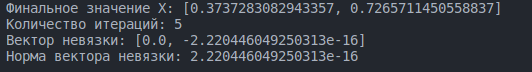 Финальное значение X: [0.3737283082943357, 0.7265711450558837]
Количество итераций: 5
Вектор невязки: [0.0, -2.220446049250313e-16]
Норма вектора невязки: 2.220446049250313e-16